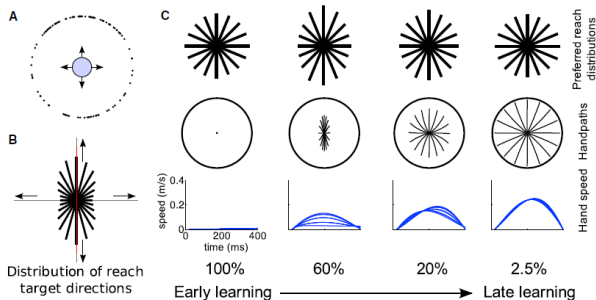 A
B
Distribution of reach
target directions
C
Preferred reach
distributions
Handpaths
Hand speed
speed (m/s)
0.4
0.2
0
0 200 400
time (ms)
100% 60% 20% 2.5%
Early learning Late learning